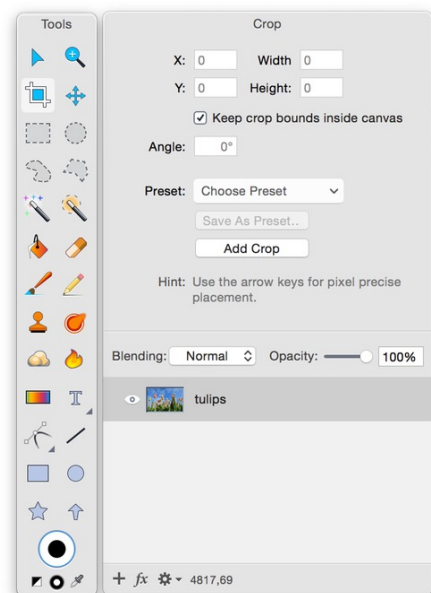 Tools
Crop
X: 0 Width 0
Y: 0 Height: 0
Keep crop bounds inside canvas
Angle: 0°
Preset: Choose Preset
Save As Preset..
Add Crop
Hint: Use the arrow keys for pixel precise
placement.
Blending: Normal Opacity: 100%
tulips
T
fx 4817,69